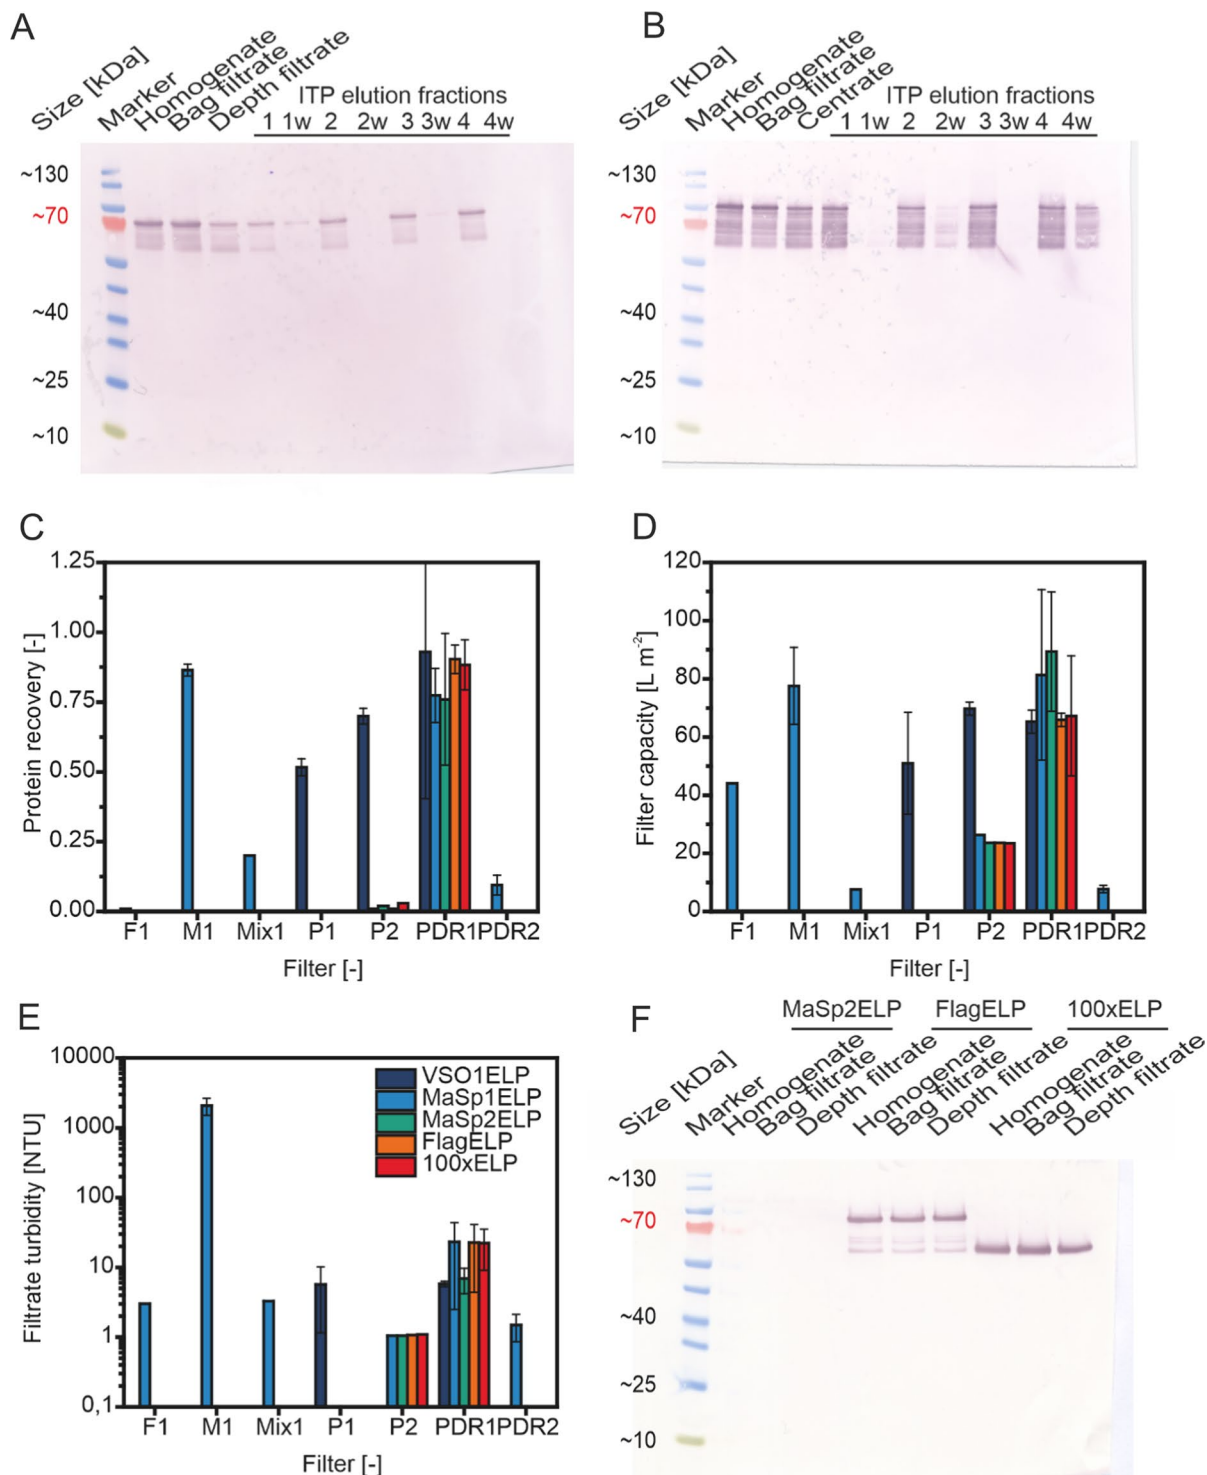 A
Size [kDa]
Marker
Homogenate
Bag filtrate
Depth filtrate
ITP elution fractions
1 1w 2 2w 3 3w 4 4w
~130
~70
~40
~25
~10
B
Size [kDa]
Marker
Homogenate
Bag filtrate
Centrate
ITP elution fractions
1 1w 2 2w 3 3w 4 4w
~130
~70
~40
~25
~10
C
Protein recovery [-]
1.25
1.00
0.75
0.50
0.25
0.00
F1 M1 Mix1 P1 P2 PDR1 PDR2
Filter [-]
D
Filter capacity [L m-2]
120
100
80
60
40
20
0
F1 M1 Mix1 P1 P2 PDR1 PDR2
Filter [-]
E
Filtrate turbidity [NTU]
10000
1000
100
10
1
0,1
VSO1ELP
MaSp1ELP
MaSp2ELP
FlagELP
100xELP
F1 M1 Mix1 P1 P2 PDR1 PDR2
Filter [-]
F
MaSp2ELP FlagELP 100xELP
Size [kDa]
Marker
Homogenate
Bag filtrate
Depth filtrate
Homogenate
Bag filtrate
Depth filtrate
Homogenate
Bag filtrate
Depth filtrate
~130
~70
~40
~25
~10